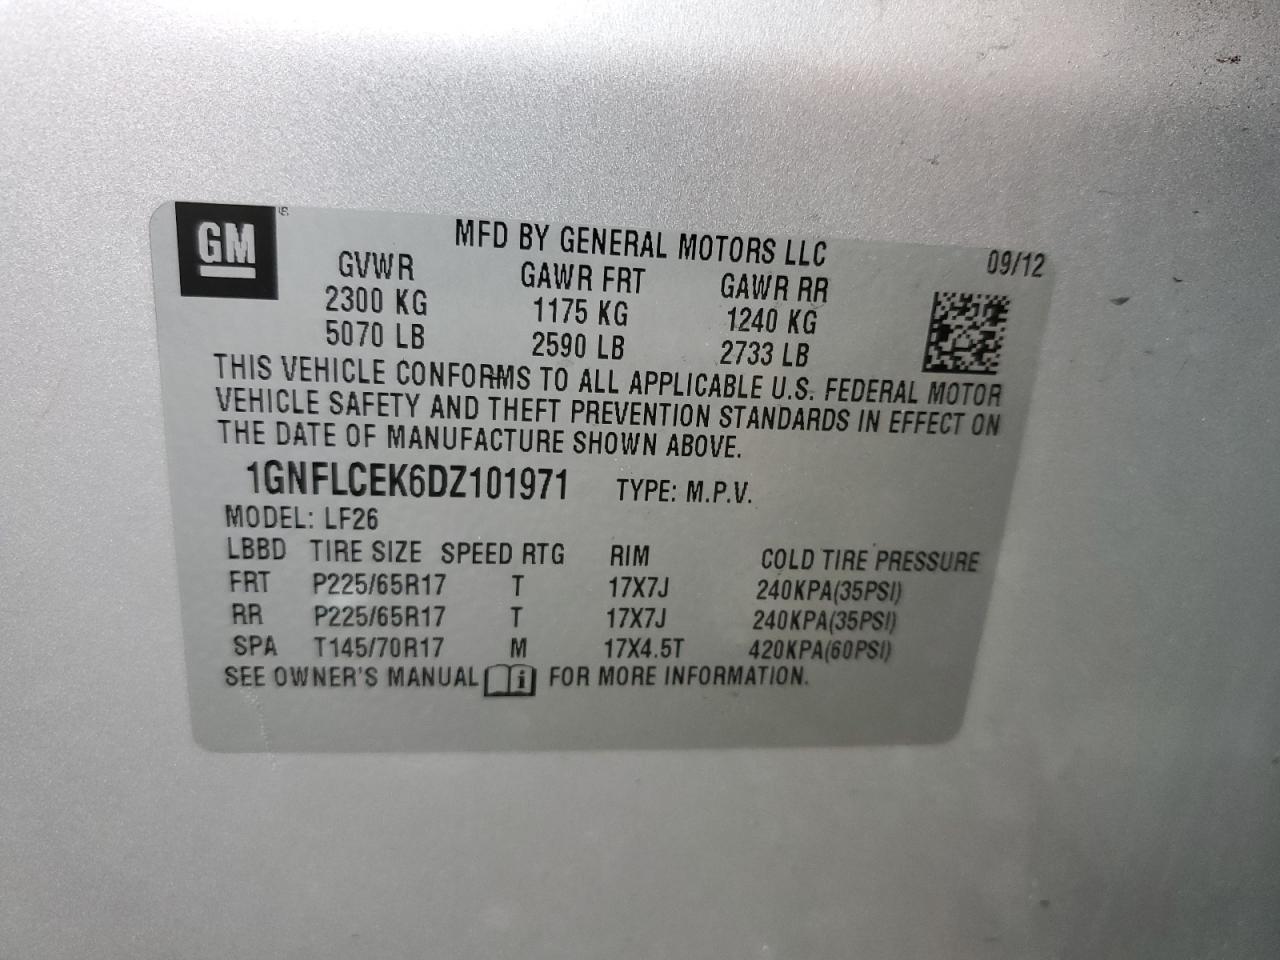 GM
MFD BY GENERAL MOTORS LLC
09/12
GVWR GAWR FRT GAWR RR
2300 KG 1175 KG 1240 KG
5070 LB 2590 LB 2733 LB
THIS VEHICLE CONFORMS TO ALL APPLICABLE U.S. FEDERAL MOTOR
VEHICLE SAFETY AND THEFT PREVENTION STANDARDS IN EFFECT ON
THE DATE OF MANUFACTURE SHOWN ABOVE.
1GNFLCEK6DZ101971 TYPE: M.P.V.
MODEL: LF26
LBBD TIRE SIZE SPEED RTG RIM COLD TIRE PRESSURE
FRT P225/65R17 T 17X7J 240KPA(35PSI)
RR P225/65R17 T 17X7J 240KPA(35PSI)
SPA T145/70R17 M 17X4.5T 420KPA(60PSI)
SEE OWNER'S MANUAL i FOR MORE INFORMATION.